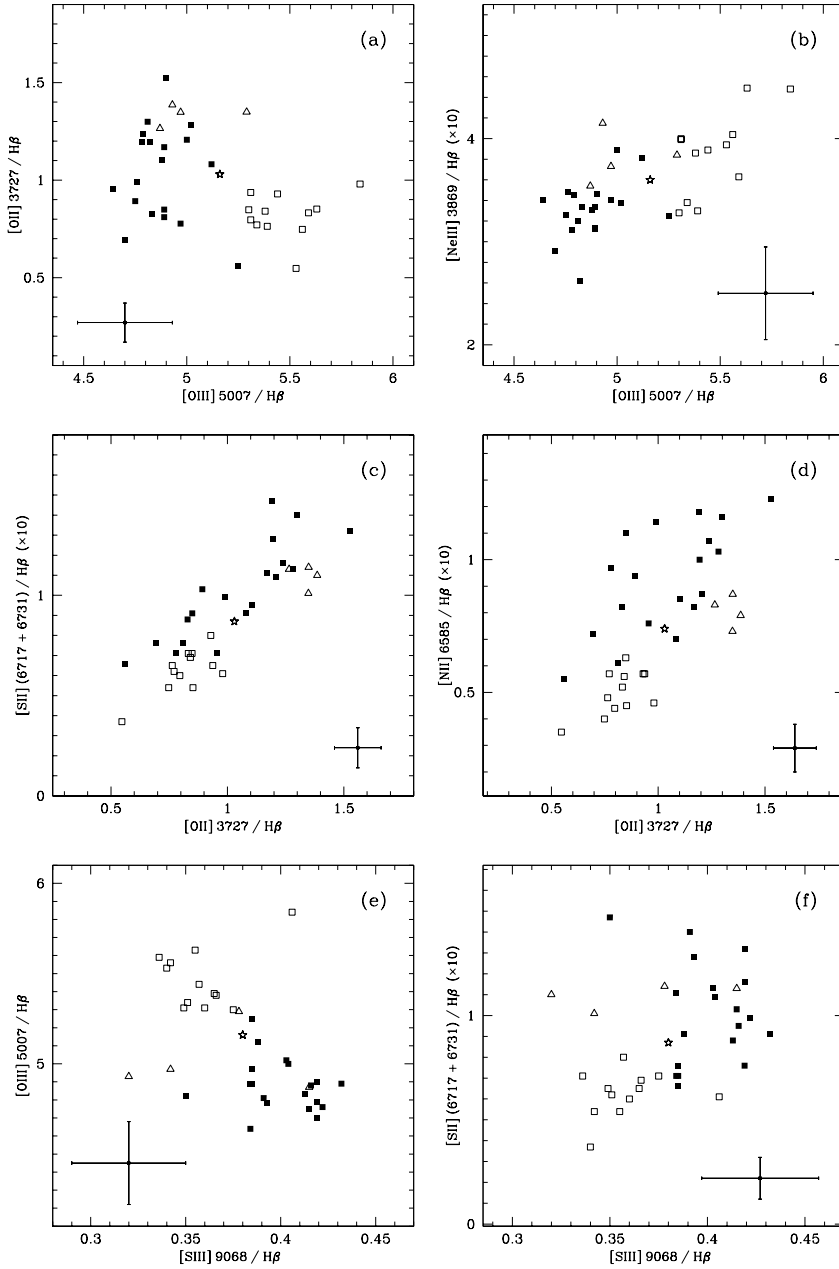 (a)
1.5
1
0.5
[OII] 3727 / Hβ
4.5 5 5.5 6
[OIII] 5007 / Hβ
(b)
4
2
[NeIII] 3869 / Hβ (×10)
4.5 5 5.5 6
[OIII] 5007 / Hβ
(c)
1
0
[SII] (6717 + 6731) / Hβ (×10)
0.5 1 1.5
[OII] 3727 / Hβ
(d)
1
0.5
[NII] 6585 / Hβ (×10)
0.5 1 1.5
[OII] 3727 / Hβ
(e)
6
5
[OIII] 5007 / Hβ
0.3 0.35 0.4 0.45
[SIII] 9068 / Hβ
(f)
1
0
[SII] (6717 + 6731) / Hβ (×10)
0.3 0.35 0.4 0.45
[SIII] 9068 / Hβ